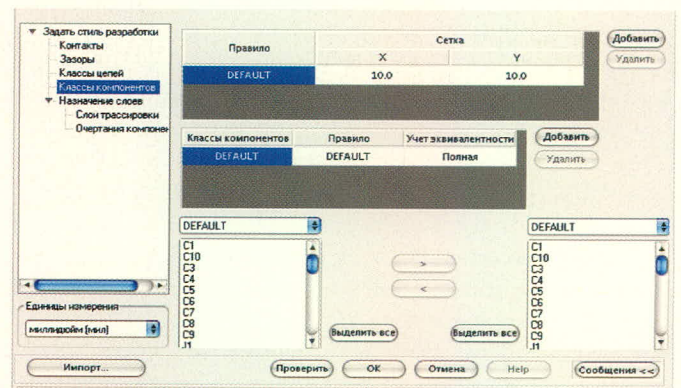 Задать стиль разработки
Контакты
Зазоры
Классы цепей
Классы компонентов
Назначение слоев
Слои трассировки
Очертания компонен
Единицы измерения
миллидюйм [мил]
Правило
Сетка
X
Y
DEFAULT
10.0
10.0
Добавить
Удалить
Классы компонентов
Правило
Учет эквивалентности
DEFAULT
DEFAULT
Полная
Добавить
Удалить
DEFAULT
C1
C10
C3
C4
C5
C6
C7
C8
C9
J1
>
<
Выделить все
Выделить все
DEFAULT
C1
C10
C3
C4
C5
C6
C7
C8
C9
J1
Импорт...
Проверить
OK
Отмена
Help
Сообщения <<